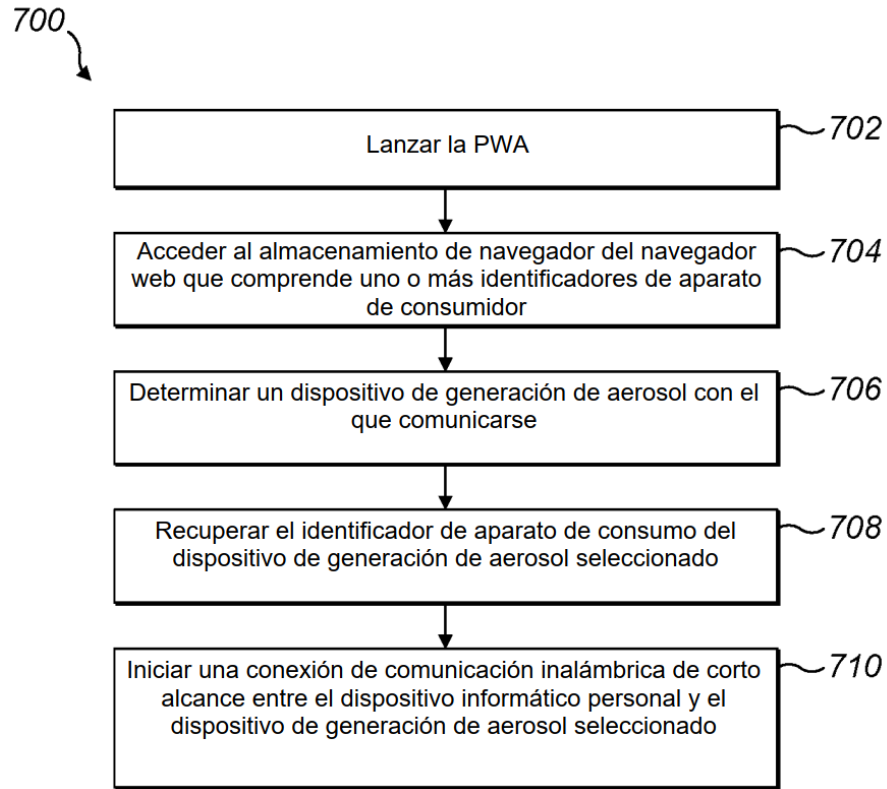 700
Lanzar la PWA
702
Acceder al almacenamiento de navegador del navegador
web que comprende uno o más identificadores de aparato
de consumidor
704
Determinar un dispositivo de generación de aerosol con el
que comunicarse
706
Recuperar el identificador de aparato de consumo del
dispositivo de generación de aerosol seleccionado
708
Iniciar una conexión de comunicación inalámbrica de corto
alcance entre el dispositivo informático personal y el
dispositivo de generación de aerosol seleccionado
710